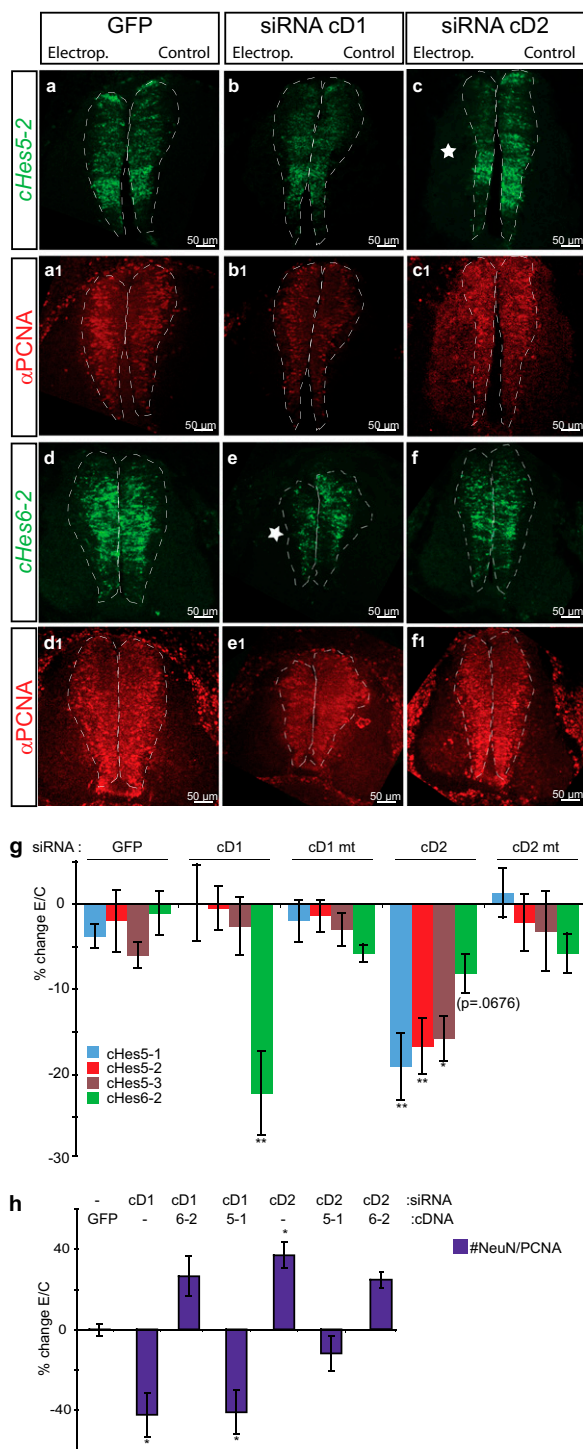 GFP siRNA cD1 siRNA cD2
Electrop. Control Electrop. Control Electrop. Control
cHes5-2
a b c
50 µm 50 µm 50 µm
αPCNA
a1 b1 c1
50 µm 50 µm 50 µm
cHes6-2
d e f
50 µm 50 µm 50 µm
αPCNA
d1 e1 f1
50 µm 50 µm 50 µm
g
siRNA : GFP cD1 cD1 mt cD2 cD2 mt
% change E/C
0
-10
-20
-30
(p=.0676)
cHes5-1
cHes5-2
cHes5-3
cHes6-2
** ** ** *
h
- cD1 cD1 cD1 cD2 cD2 cD2 :siRNA
GFP - 6-2 5-1 - 5-1 6-2 :cDNA
#NeuN/PCNA
% change E/C
40
0
-40
* * *